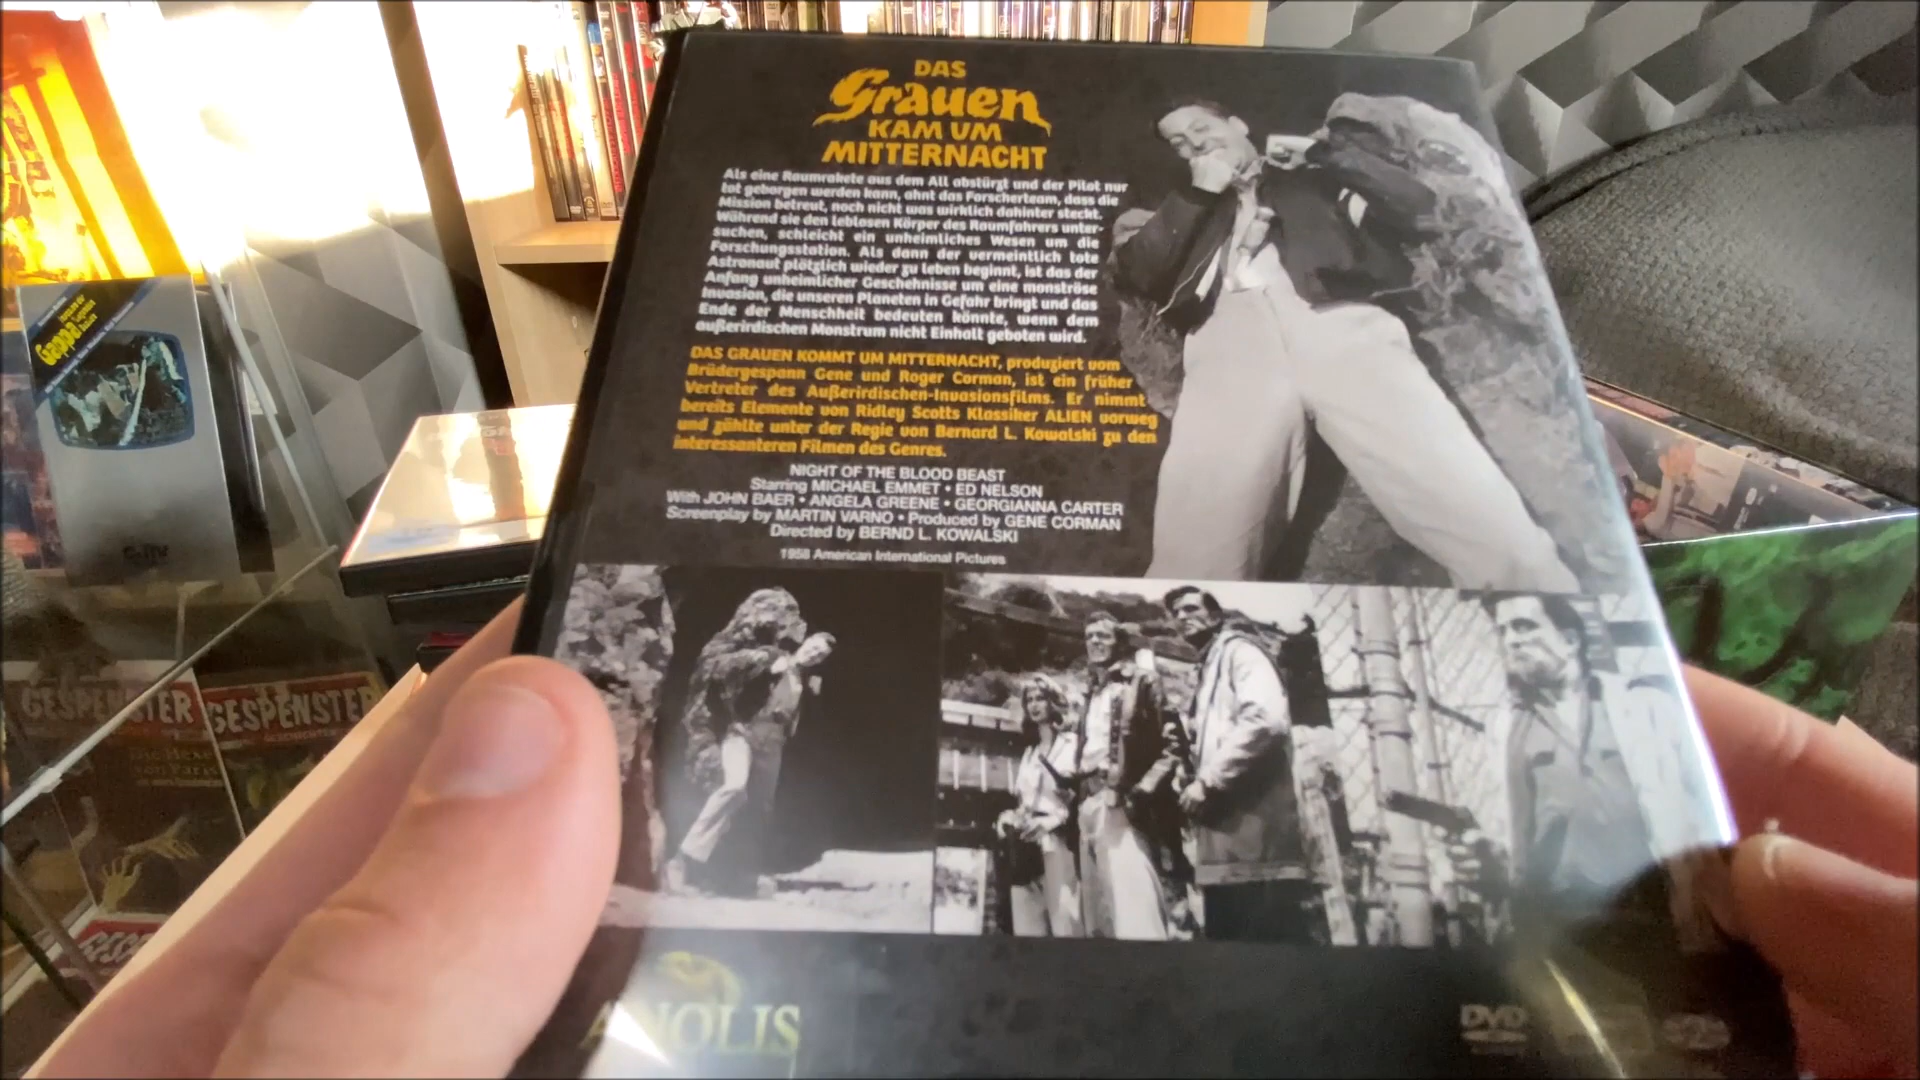 DAS
Grauen
KAM UM
MITTERNACHT
Als eine Raumrakete aus dem All abstürzt und der Pilot nur
tot geborgen werden kann, ahnt das Forscherteam, dass die
Mission betreut, noch nicht was wirklich dahinter steckt.
Während sie den leblosen Körper des Raumfahrers unter-
suchen, schleicht ein unheimliches Wesen um die
Forschungsstation. Als dann der vermeintlich tote
Astronaut plötzlich wieder zu leben beginnt, ist das der
Anfang unheimlicher Geschehnisse um eine monströse
Invasion, die unseren Planeten in Gefahr bringt und das
Ende der Menschheit bedeuten könnte, wenn dem
außerirdischen Monstrum nicht Einhalt geboten wird.
DAS GRAUEN KOMMT UM MITTERNACHT, produziert vom
Brüdergespann Gene und Roger Corman, ist ein früher
Vertreter des Außerirdischen-Invasionsfilms. Er nimmt
bereits Elemente von Ridley Scotts Klassiker ALIEN vorweg
und zählte unter der Regie von Bernard L. Kowalski zu den
interessanteren Filmen des Genres.
NIGHT OF THE BLOOD BEAST
Starring MICHAEL EMMET • ED NELSON
With JOHN BAER • ANGELA GREENE • GEORGIANNA CARTER
Screenplay by MARTIN VARNO • Produced by GENE CORMAN
Directed by BERND L. KOWALSKI
1958 American International Pictures
ANOLIS
DVD
Gappa
GESPENSTER
GESPENSTER
GESCHICHTEN
Die Hexe
von Paris